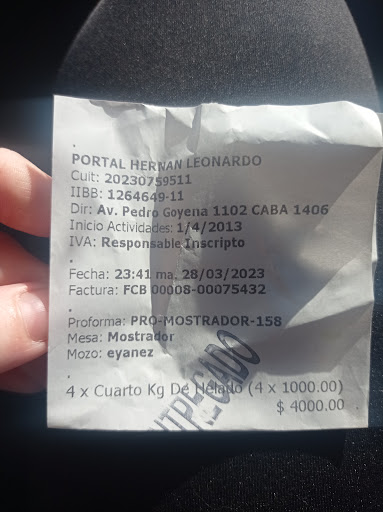 PORTAL HERNAN LEONARDO
Cuit: 20230759511
IIBB: 1264649-11
Dir: Av. Pedro Goyena 1102 CABA 1406
Inicio Actividades: 1/4/2013
IVA: Responsable Inscripto
.
Fecha: 23:41 ma. 28/03/2023
Factura: FCB 00008-00075432
.
Proforma: PRO-MOSTRADOR-158
Mesa: Mostrador
Mozo: eyanez
.
4 x Cuarto Kg De Helado (4 x 1000.00)
$ 4000.00